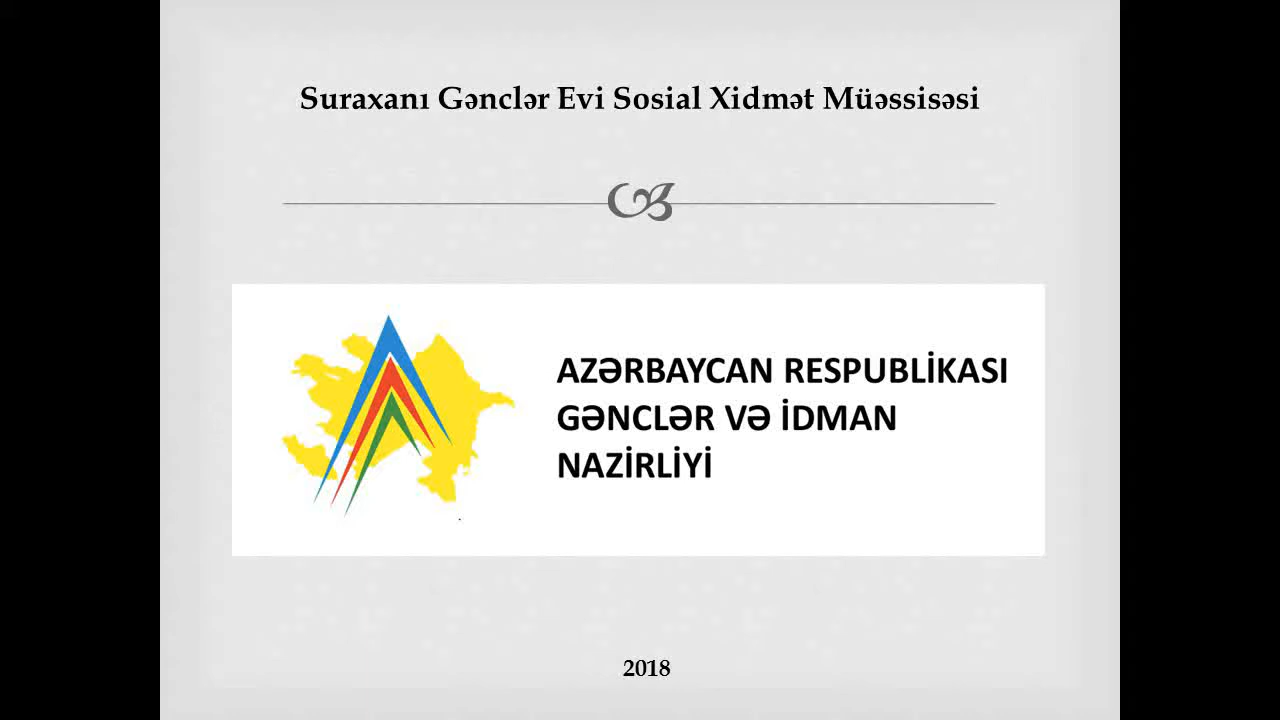 Suraxanı Gənclər Evi Sosial Xidmət Müəssisəsi
AZƏRBAYCAN RESPUBLİKASI
GƏNCLƏR VƏ İDMAN
NAZİRLİYİ
2018